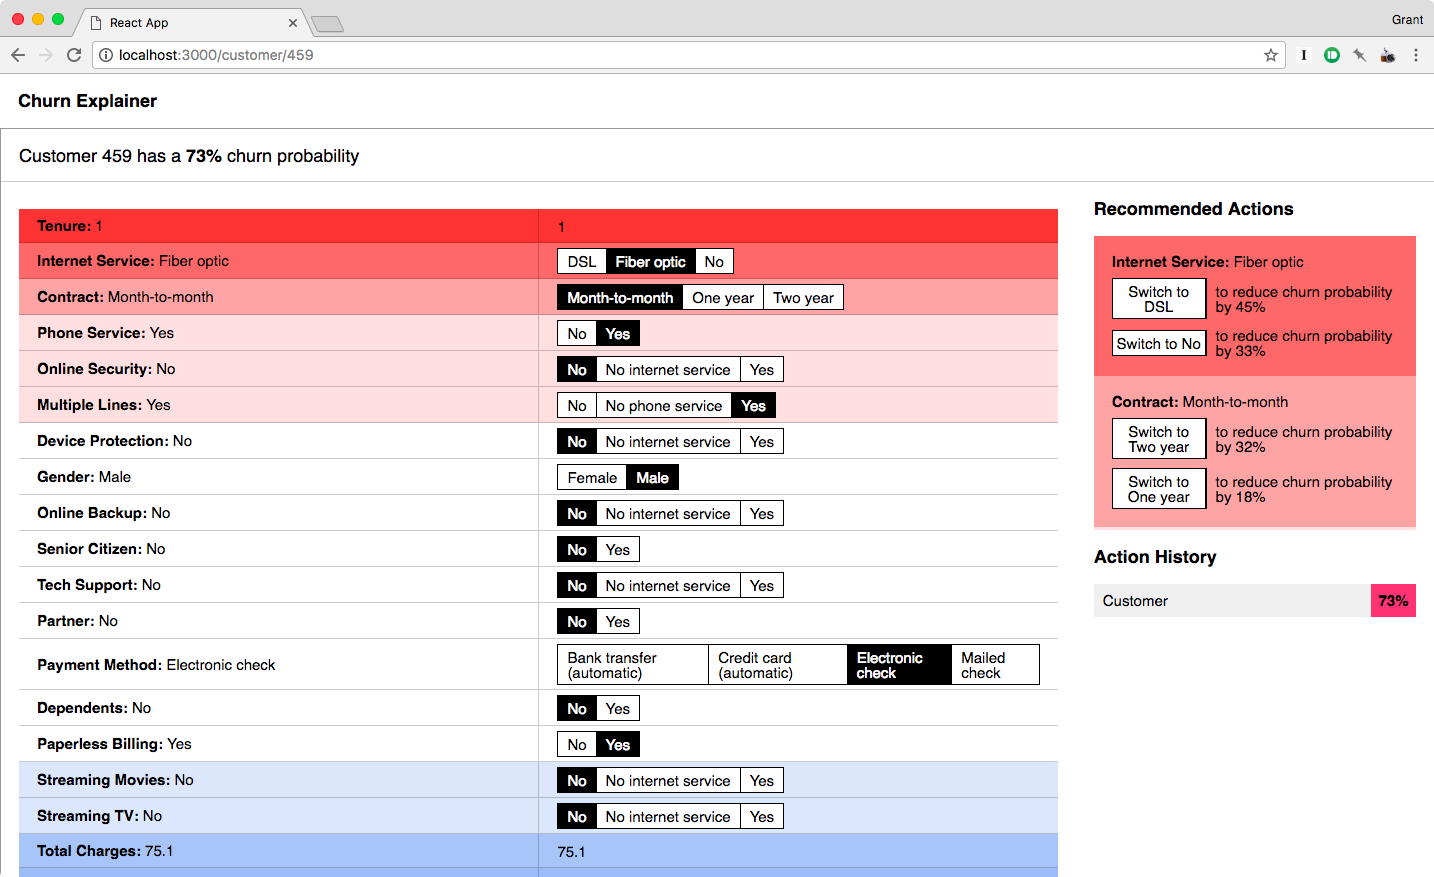 React App
Grant
localhost:3000/customer/459
Churn Explainer
Customer 459 has a 73% churn probability
Tenure: 1
1
Internet Service: Fiber optic
DSL Fiber optic No
Contract: Month-to-month
Month-to-month One year Two year
Phone Service: Yes
No Yes
Online Security: No
No No internet service Yes
Multiple Lines: Yes
No No phone service Yes
Device Protection: No
No No internet service Yes
Gender: Male
Female Male
Online Backup: No
No No internet service Yes
Senior Citizen: No
No Yes
Tech Support: No
No No internet service Yes
Partner: No
No Yes
Payment Method: Electronic check
Bank transfer (automatic) Credit card (automatic) Electronic check Mailed check
Dependents: No
No Yes
Paperless Billing: Yes
No Yes
Streaming Movies: No
No No internet service Yes
Streaming TV: No
No No internet service Yes
Total Charges: 75.1
75.1
Recommended Actions
Internet Service: Fiber optic
Switch to
DSL
to reduce churn probability
by 45%
Switch to No
to reduce churn probability
by 33%
Contract: Month-to-month
Switch to
Two year
to reduce churn probability
by 32%
Switch to
One year
to reduce churn probability
by 18%
Action History
Customer
73%